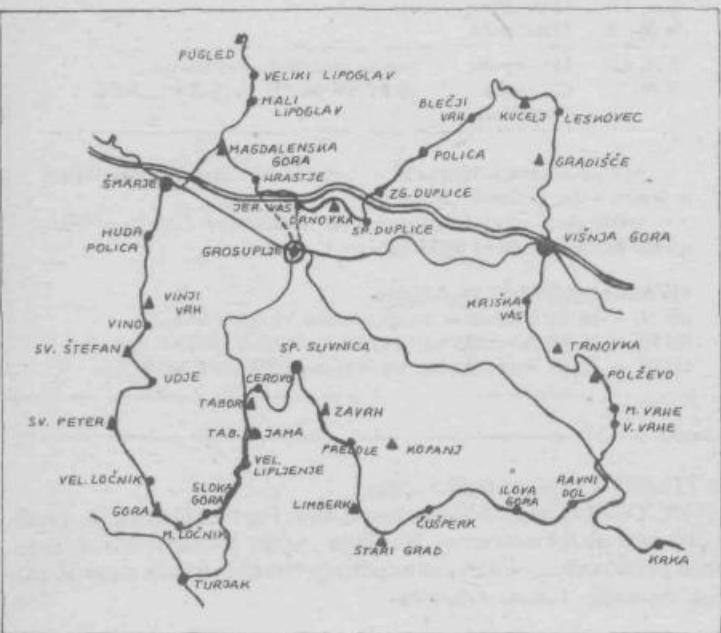 PUGLED
VELIKI LIPOGLAV
MALI
LIPOGLAV
BLEČJI
VRH
KUCELJ
LESKOVEC
MAGDALENSKA
GORA
POLICA
GRADIŠČE
HRASTJE
ŠMARJE
ZG. DUPLICE
JER. VAS
BRNOVKA
SP. DUPLICE
HUDA
POLICA
GROSUPLJE
VIŠNJA GORA
VINJI
VRH
KRIŠKA
VAS
VINO
SV. ŠTEFAN
SP. SLIVNICA
TRNOVKA
UDJE
CEROVO
POLŽEVO
TABOR
ZAVRH
M. VRHE
V. VRHE
SV. PETER
TAB. JAMA
PREDOLE
KOPANJ
VEL.
LIPLJENJE
VEL. LOČNIK
SLOKA
GORA
RAVNI
DOL
GORA
LIMBERK
ILOVA
GORA
ČUŠPERK
M. LOČNIK
STARI GRAD
KRKA
TURJAK